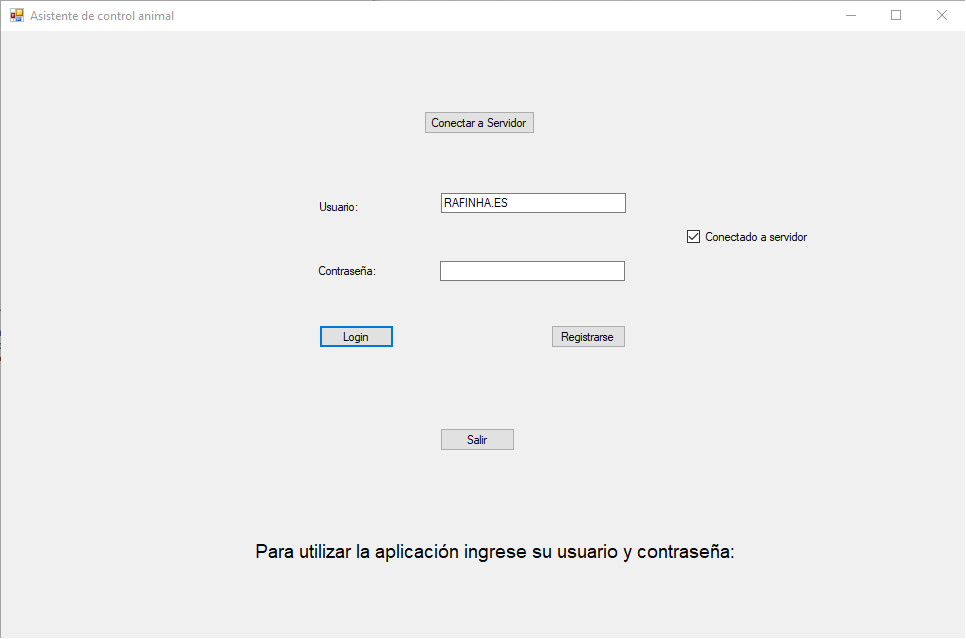 Asistente de control animal
Conectar a Servidor
Usuario:
RAFINHA.ES
Conectado a servidor
Contraseña:
Login
Registrarse
Salir
Para utilizar la aplicación ingrese su usuario y contraseña: